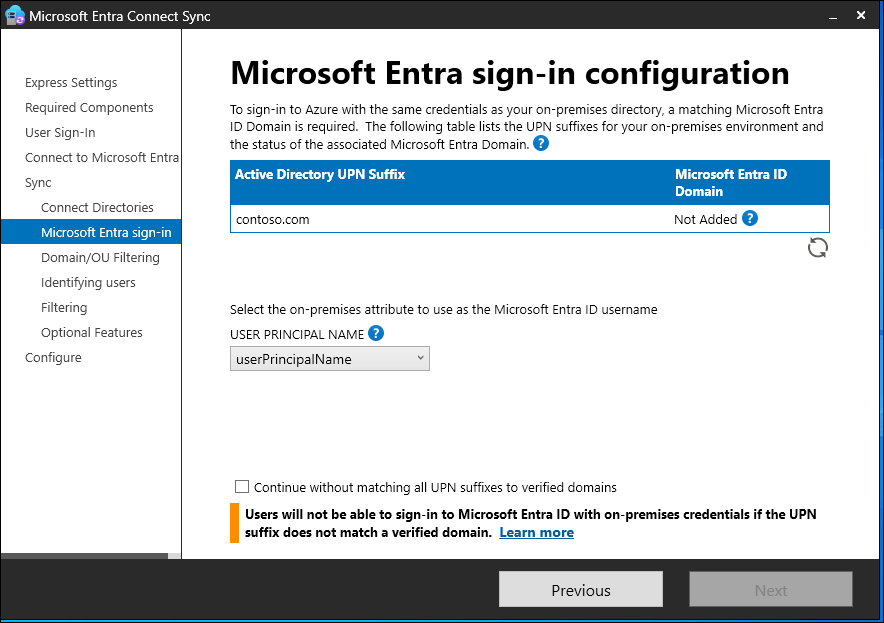 Microsoft Entra Connect Sync
Express Settings
Required Components
User Sign-In
Connect to Microsoft Entra
Sync
Connect Directories
Microsoft Entra sign-in
Domain/OU Filtering
Identifying users
Filtering
Optional Features
Configure
Microsoft Entra sign-in configuration
To sign-in to Azure with the same credentials as your on-premises directory, a matching Microsoft Entra
ID Domain is required. The following table lists the UPN suffixes for your on-premises environment and
the status of the associated Microsoft Entra Domain. ?
Active Directory UPN Suffix
Microsoft Entra ID
Domain
contoso.com
Not Added ?
Select the on-premises attribute to use as the Microsoft Entra ID username
USER PRINCIPAL NAME ?
userPrincipalName
Continue without matching all UPN suffixes to verified domains
Users will not be able to sign-in to Microsoft Entra ID with on-premises credentials if the UPN
suffix does not match a verified domain. Learn more
Previous
Next